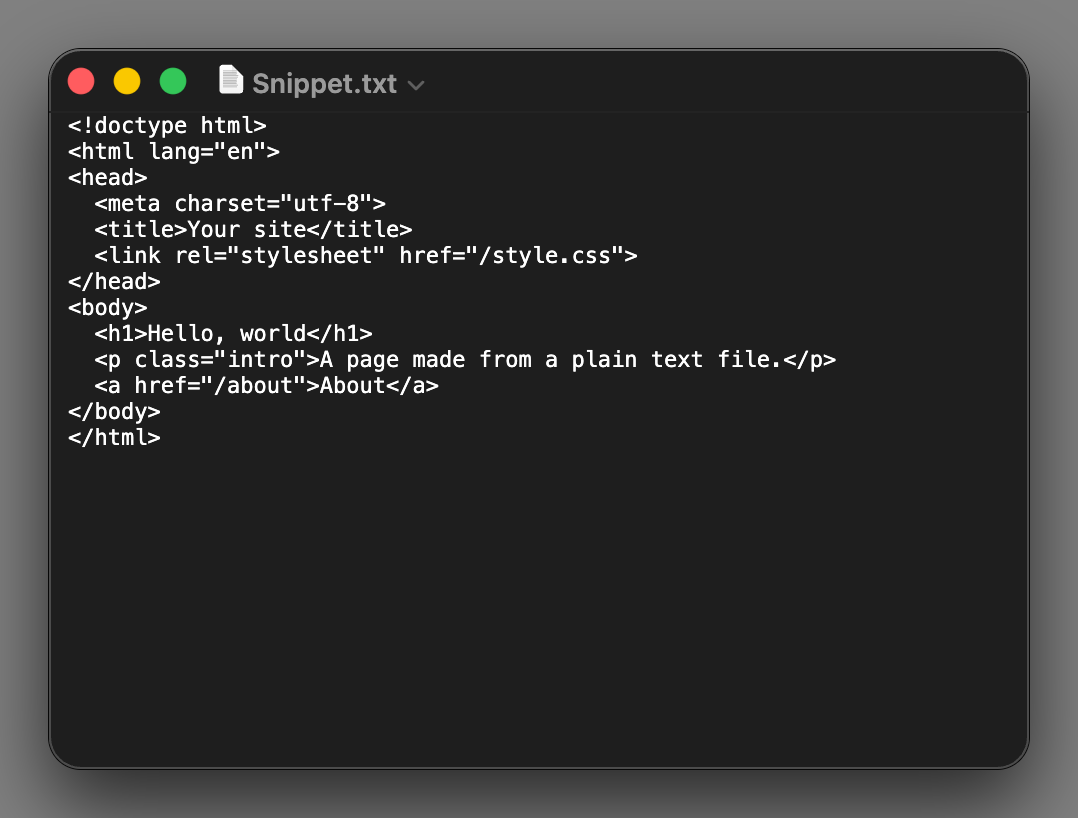 Snippet.txt
<!doctype html>
<html lang="en">
<head>
  <meta charset="utf-8">
  <title>Your site</title>
  <link rel="stylesheet" href="/style.css">
</head>
<body>
  <h1>Hello, world</h1>
  <p class="intro">A page made from a plain text file.</p>
  <a href="/about">About</a>
</body>
</html>